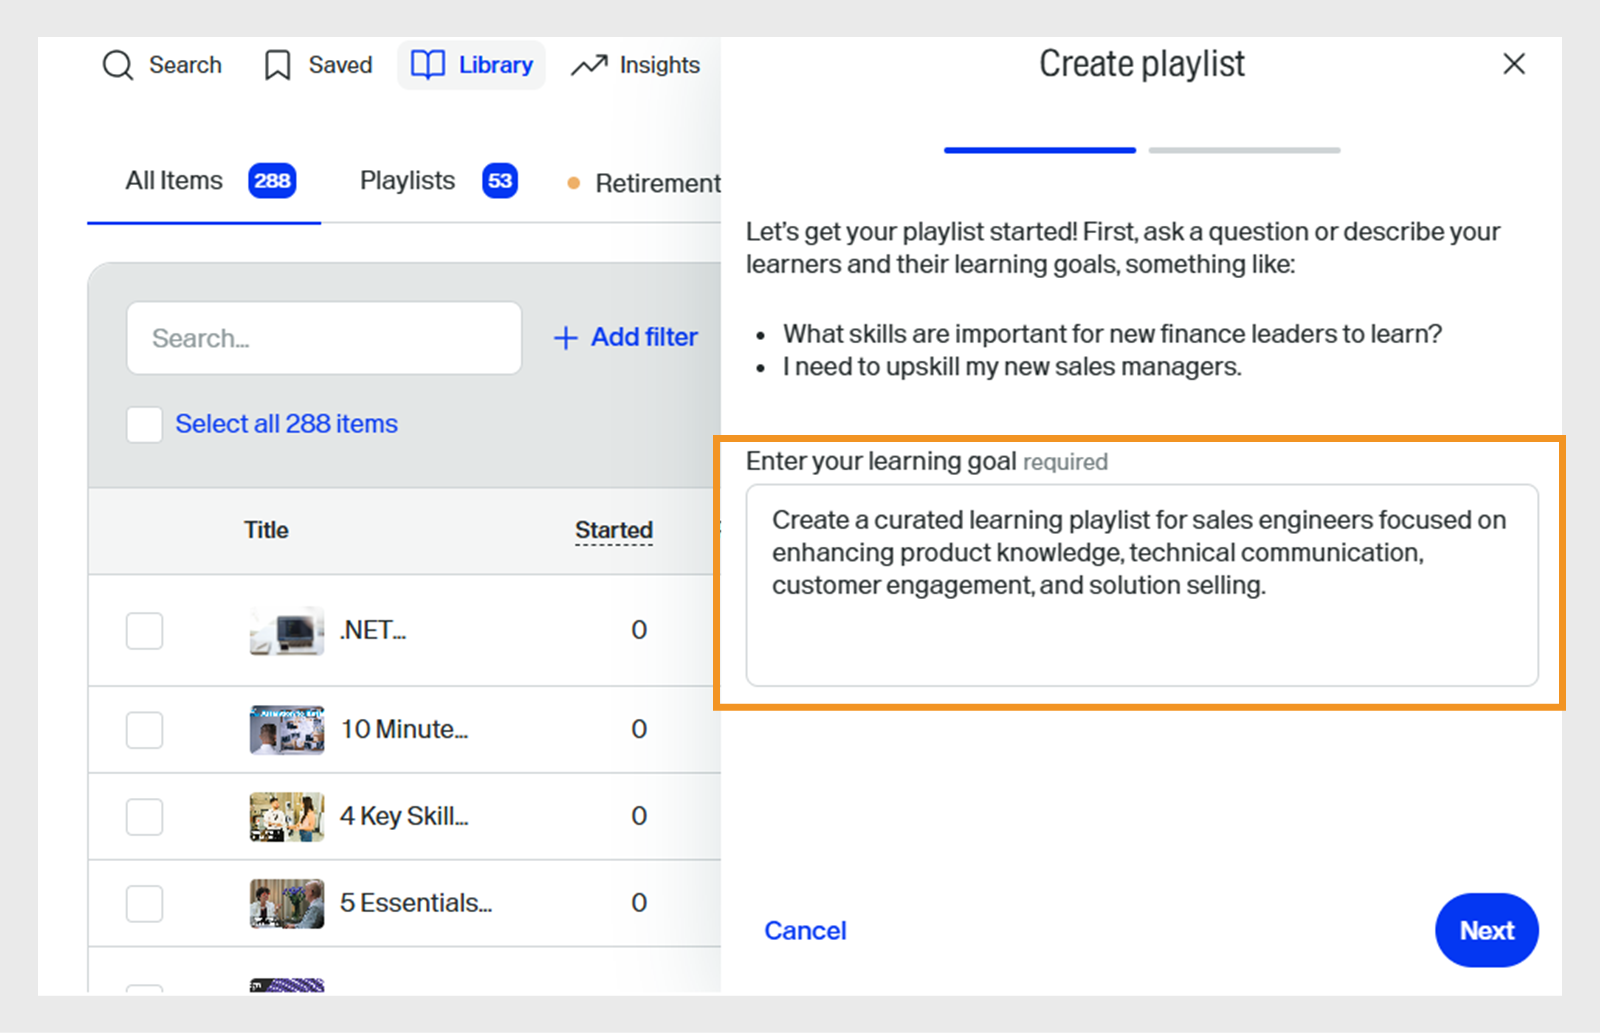 Search Saved Library Insights
All Items 288 Playlists 53 Retirement
Search...
+ Add filter
Select all 288 items
Title Started
.NET... 0
10 Minute... 0
4 Key Skill... 0
5 Essentials... 0
Create playlist
Let's get your playlist started! First, ask a question or describe your
learners and their learning goals, something like:
• What skills are important for new finance leaders to learn?
• I need to upskill my new sales managers.
Enter your learning goal required
Create a curated learning playlist for sales engineers focused on
enhancing product knowledge, technical communication,
customer engagement, and solution selling.
Cancel Next